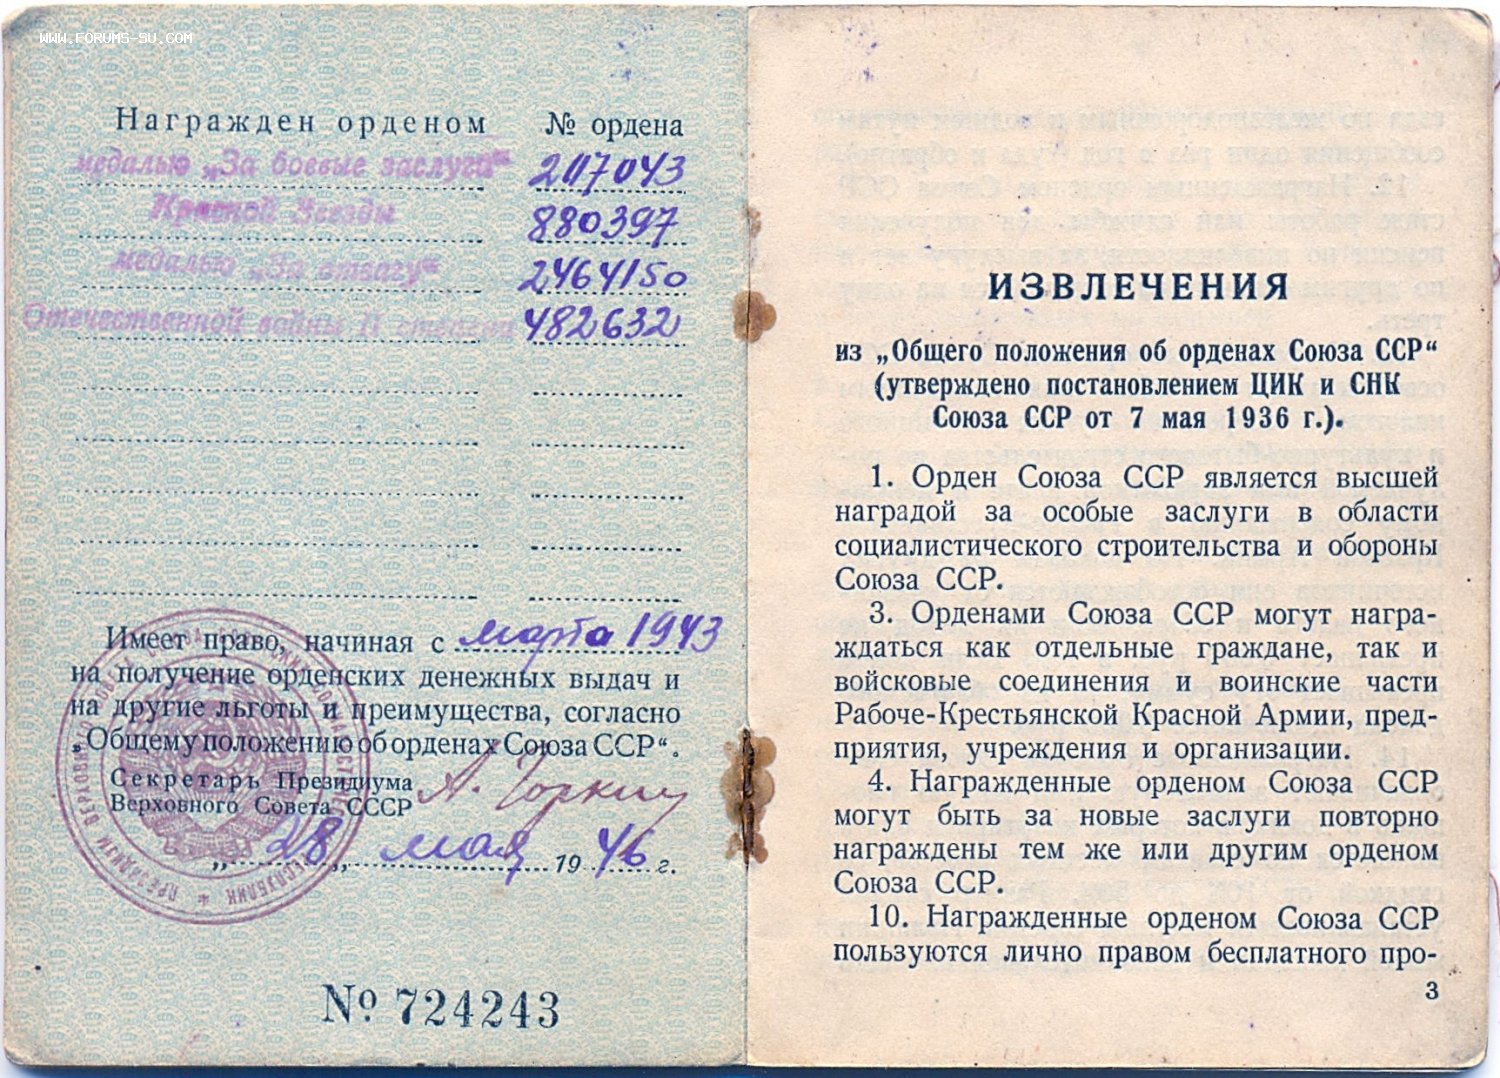 WWW.FORUMS-SU.COM
Награжден орденом № ордена
медалью „За боевые заслуги“ 2117043
Красной Звезды 880397
медалью „За отвагу“ 2464150
Отечественной войны II степени 482632
Имеет право, начиная с марта 1943
на получение орденских денежных выдач и
на другие льготы и преимущества, согласно
„Общему положению об орденах Союза ССР“.
Секретарь Президиума
Верховного Совета СССР А. Горкин
„28„ мая 1946 г.
№ 724243
ИЗВЛЕЧЕНИЯ
из „Общего положения об орденах Союза ССР“
(утверждено постановлением ЦИК и СНК
Союза ССР от 7 мая 1936 г.).
1. Орден Союза ССР является высшей
наградой за особые заслуги в области
социалистического строительства и обороны
Союза ССР.
3. Орденами Союза ССР могут награ-
ждаться как отдельные граждане, так и
войсковые соединения и воинские части
Рабоче-Крестьянской Красной Армии, пред-
приятия, учреждения и организации.
4. Награжденные орденом Союза ССР
могут быть за новые заслуги повторно
награждены тем же или другим орденом
Союза ССР.
10. Награжденные орденом Союза ССР
пользуются лично правом бесплатного про-
3